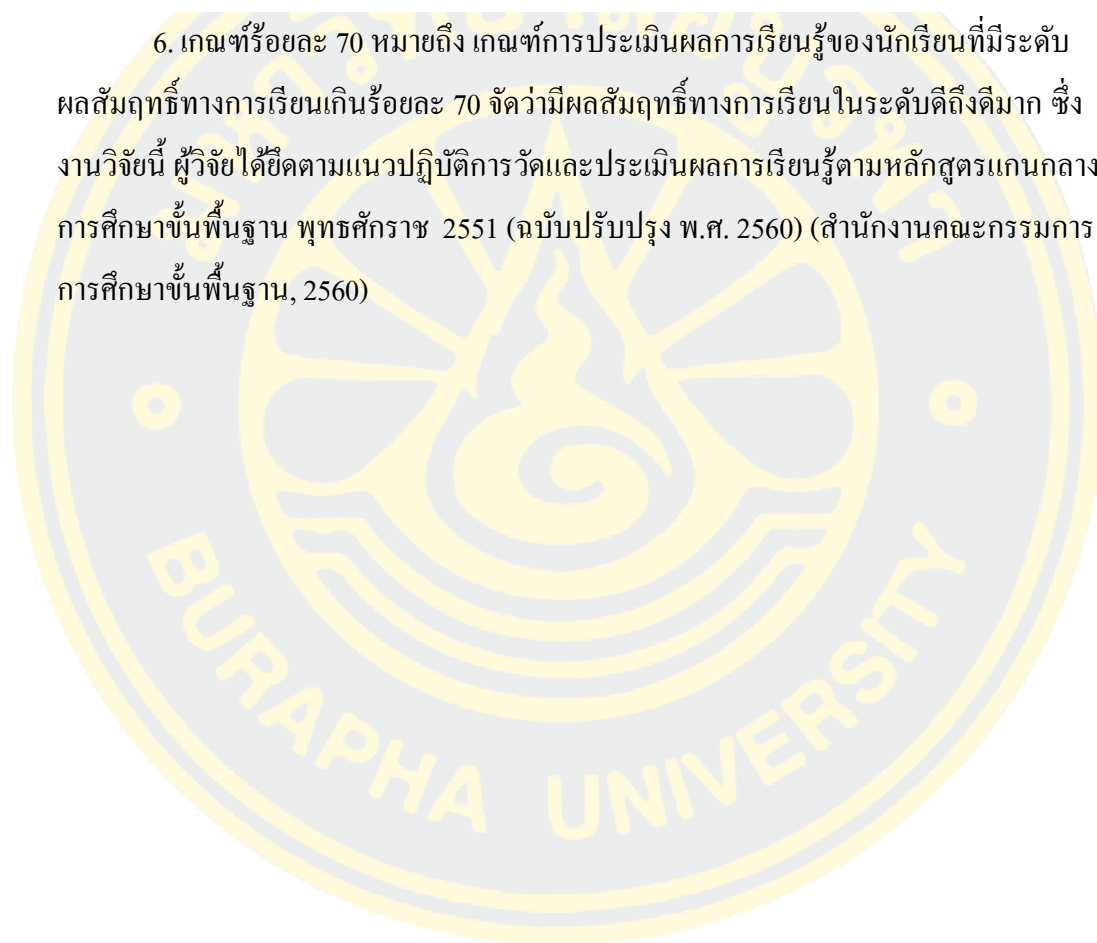 6. เกณฑ์ร้อยละ 70 หมายถึง เกณฑ์การประเมินผลการเรียนรู้ของนักเรียนที่มีระดับ
ผลสัมฤทธิ์ทางการเรียนเกินร้อยละ 70 จัดว่ามีผลสัมฤทธิ์ทางการเรียนในระดับดีถึงดีมาก ซึ่ง
งานวิจัยนี้ ผู้วิจัยได้ยึดตามแนวปฏิบัติการวัดและประเมินผลการเรียนรู้ตามหลักสูตรแกนกลาง
การศึกษาขั้นพื้นฐาน พุทธศักราช 2551 (ฉบับปรับปรุง พ.ศ. 2560) (สำนักงานคณะกรรมการ
การศึกษาขั้นพื้นฐาน, 2560)
BURAPHA UNIVERSITY